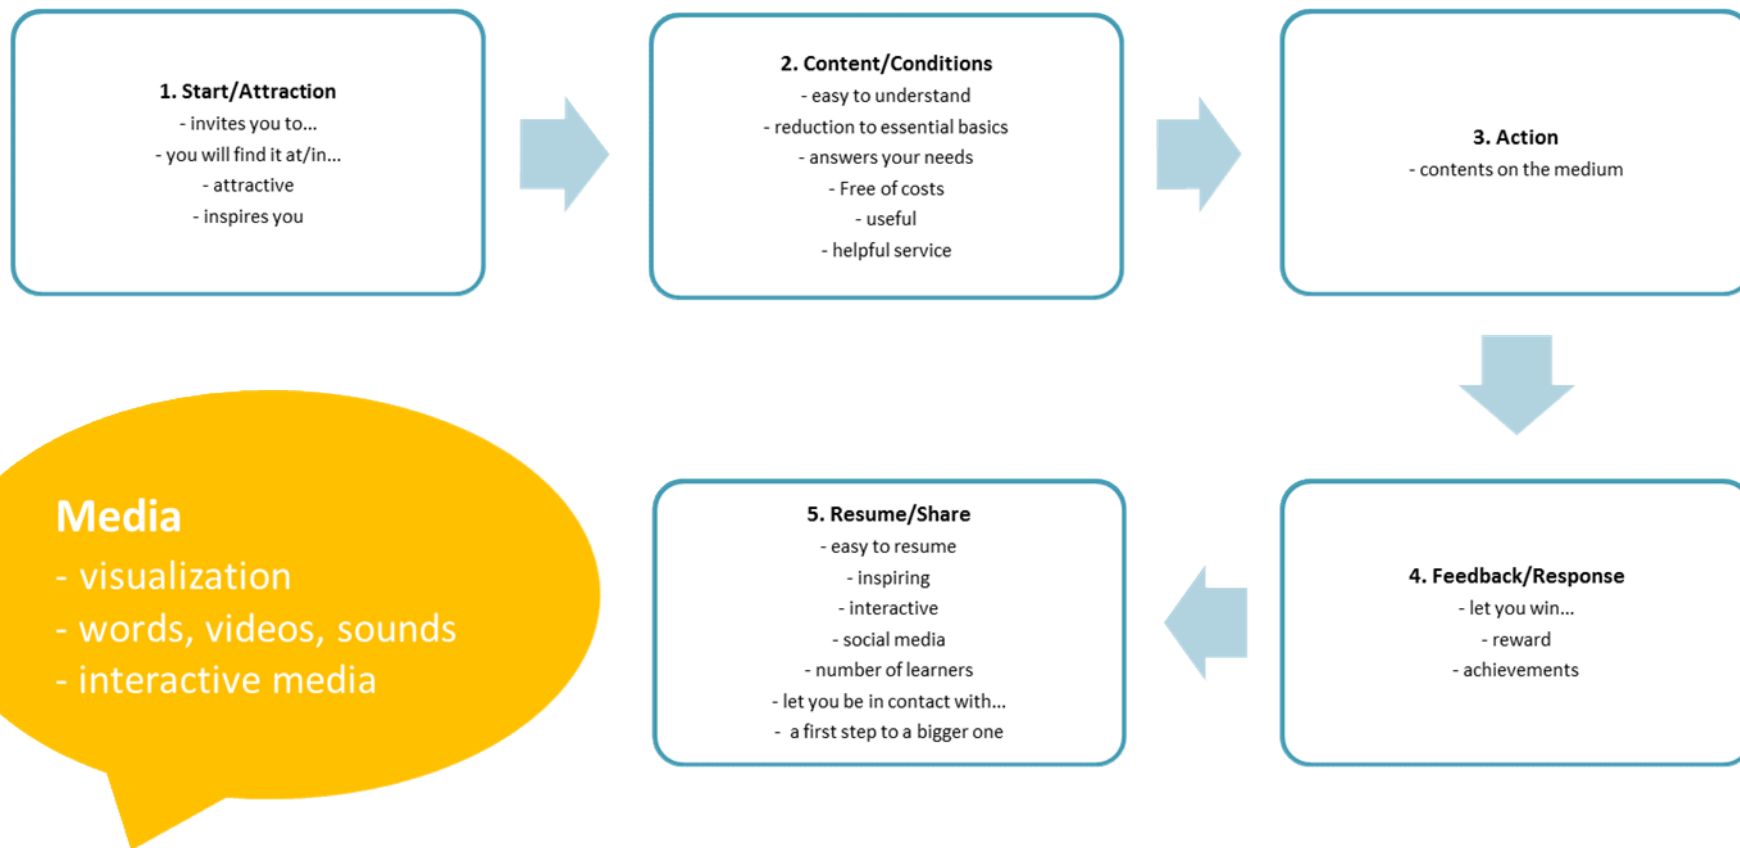 1. Start/Attraction
- invites you to...
- you will find it at/in...
- attractive
- inspires you
2. Content/Conditions
- easy to understand
- reduction to essential basics
- answers your needs
- Free of costs
- useful
- helpful service
3. Action
- contents on the medium
4. Feedback/Response
- let you win...
- reward
- achievements
5. Resume/Share
- easy to resume
- inspiring
- interactive
- social media
- number of learners
- let you be in contact with...
- a first step to a bigger one
Media
- visualization
- words, videos, sounds
- interactive media